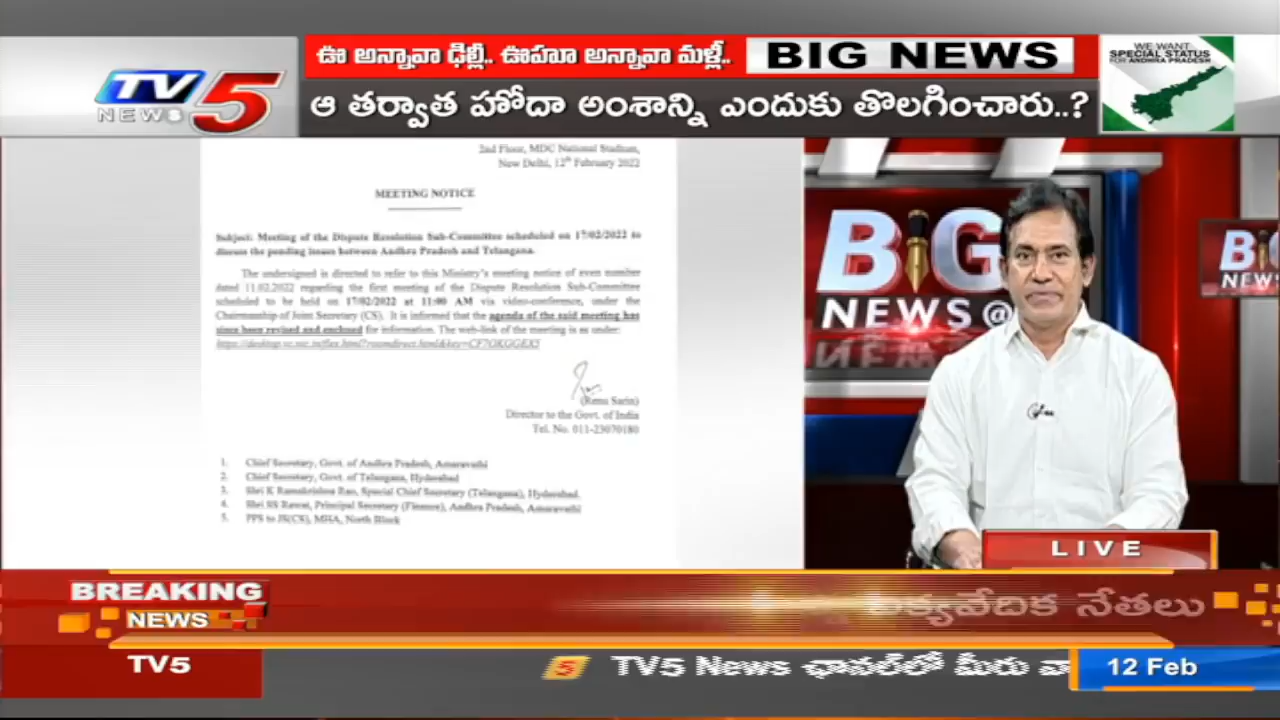 ఊ అన్నావా ఢిల్లీ.. ఊహూ అన్నావా మళ్లీ..
BIG NEWS
WE WANT
SPECIAL STATUS
FOR ANDHRA PRADESH
TV5
NEWS
ఆ తర్వాత హోదా అంశాన్ని ఎందుకు తొలగించారు..?
2nd Floor, MDC National Stadium,
New Delhi, 12th February 2022
MEETING NOTICE
Subject: Meeting of the Dispute Resolution Sub-Committee scheduled on 17/02/2022 to
discuss the pending issues between Andhra Pradesh and Telangana.
The undersigned is directed to refer to this Ministry's meeting notice of even number
dated 11.02.2022 regarding the first meeting of the Dispute Resolution Sub-Committee
scheduled to be held on 17/02/2022 at 11:00 AM via video-conference, under the
Chairmanship of Joint Secretary (CS). It is informed that the agenda of the said meeting has
since been revised and enclosed for information. The web-link of the meeting is as under:
(Renu Sarin)
Director to the Govt. of India
Tel. No. 011-23070180
1. Chief Secretary, Govt. of Andhra Pradesh, Amaravathi
2. Chief Secretary, Govt. of Telangana, Hyderabad
3. Shri K Ramakrishna Rao, Special Chief Secretary (Telangana), Hyderabad.
4. Shri SS Rawat, Principal Secretary (Finance), Andhra Pradesh, Amaravathi
5. PPS to JS(CS), MHA, North Block
BIG
NEWS@
BIG
NEWS
LIVE
BREAKING
NEWS
నేతలు
TV5
5 TV5 News ఛానల్‌లో మీరు
12 Feb